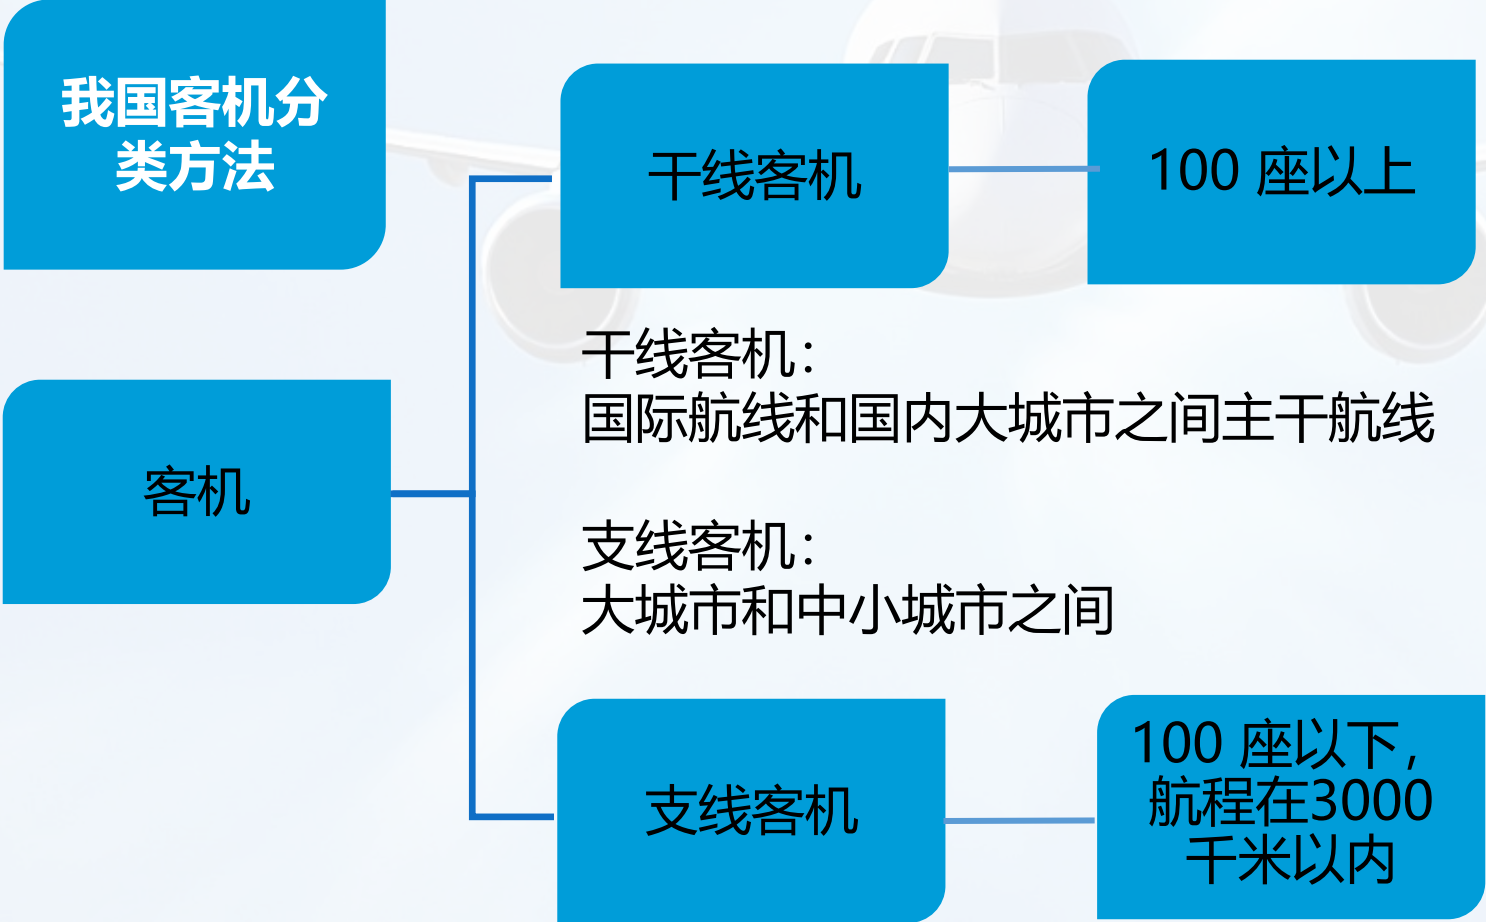 我国客机分
类方法
干线客机
100 座以上
干线客机：
国际航线和国内大城市之间主干航线
客机
支线客机：
大城市和中小城市之间
支线客机
100 座以下，
航程在3000
千米以内